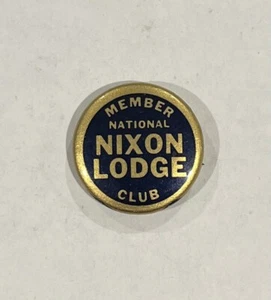 MEMBER
NATIONAL
NIXON
LODGE
CLUB